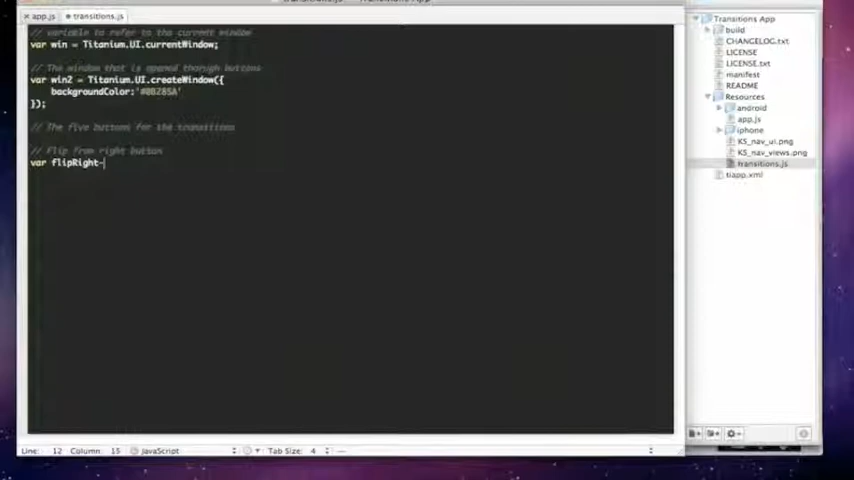 app.js
transitions.js
// variable to refer to the current window
var win = Titanium.UI.currentWindow;
// The window that is opened thorugh buttons
var win2 = Titanium.UI.createWindow({
backgroundColor:'#00285A'
});
// The five buttons for the transitions
// Flip from right button
var flipRight-
Line: 12 Column: 15 JavaScript Tab Size: 4
Transitions App
build
CHANGELOG.txt
LICENSE
LICENSE.txt
manifest
README
Resources
android
app.js
iphone
KS_nav_ui.png
KS_nav_views.png
transitions.js
tiapp.xml